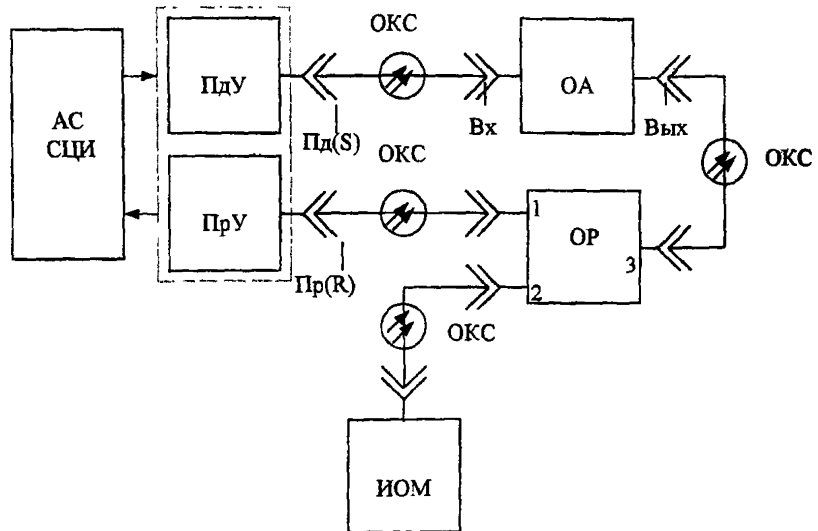 ОКС
АС
СЦИ
ПдУ
ОА
Пд(S)
Вх
Вых
ОКС
ОКС
ПрУ
1
ОР
3
2
Пр(R)
ОКС
ИОМ